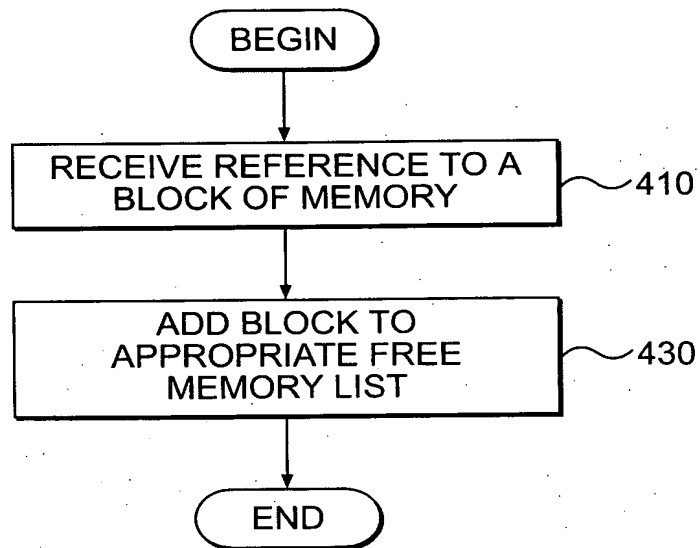 BEGIN
RECEIVE REFERENCE TO A
BLOCK OF MEMORY
410
ADD BLOCK TO
APPROPRIATE FREE
MEMORY LIST
430
END